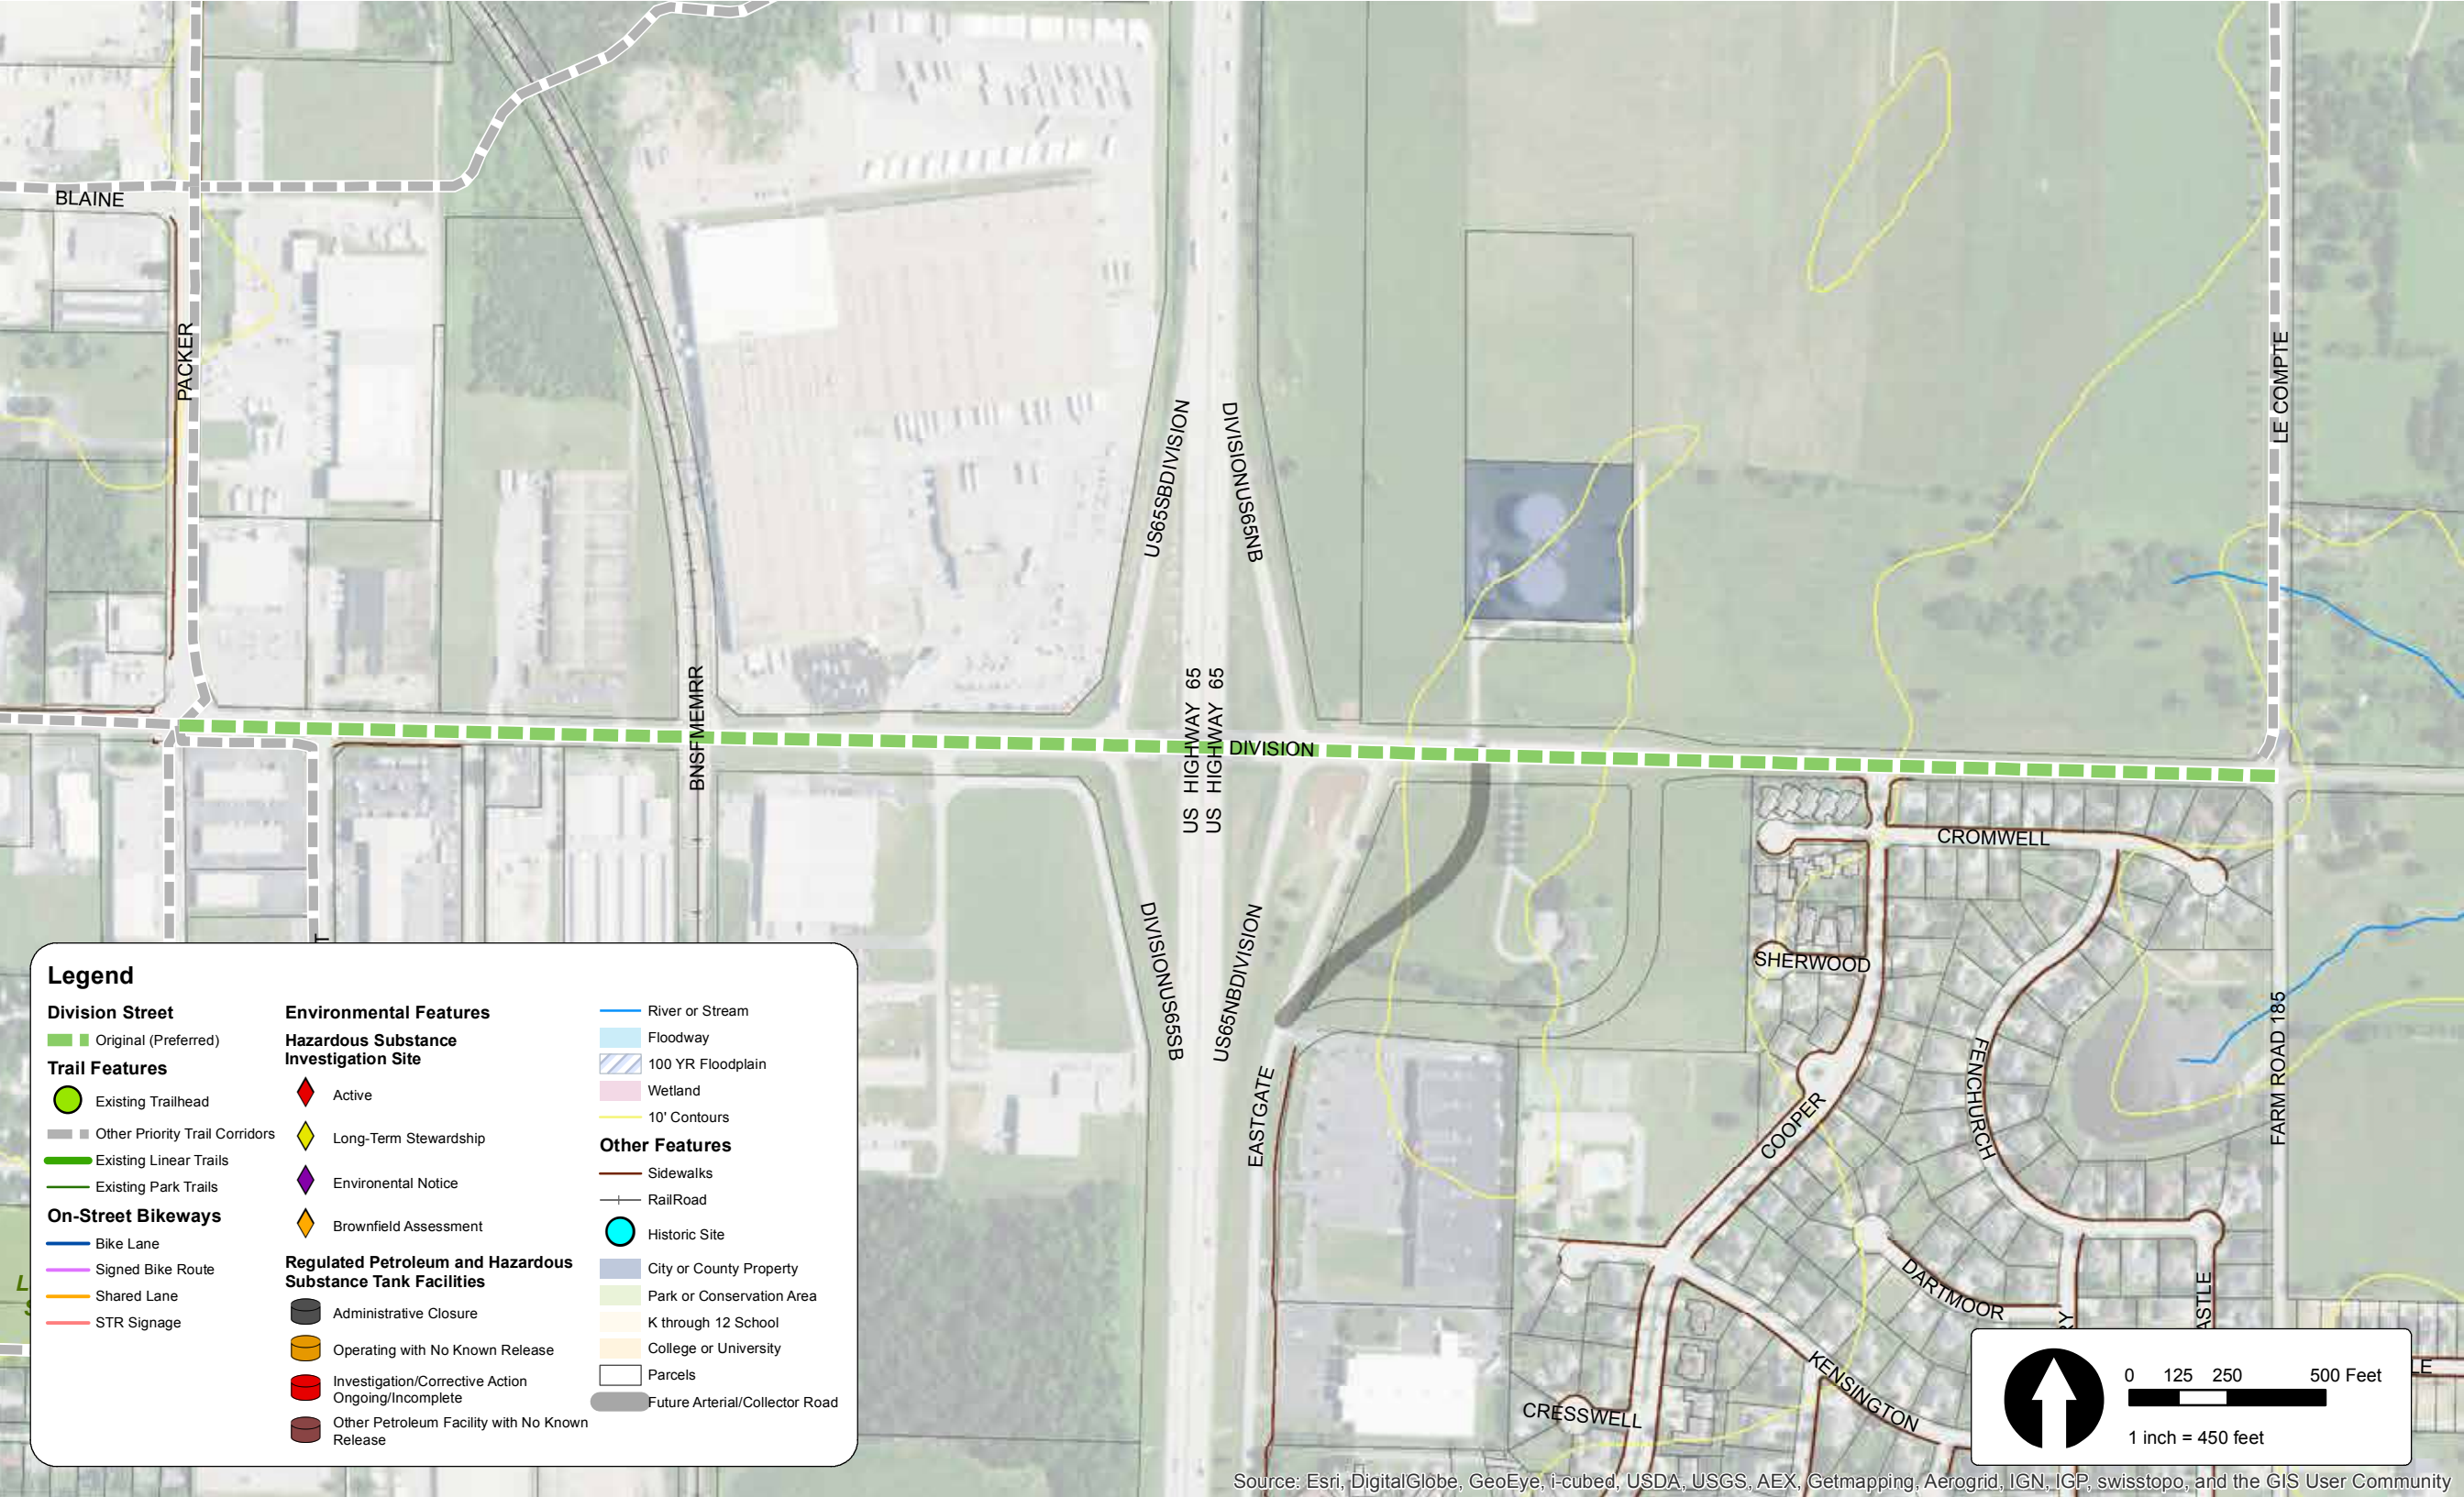 BLAINE
PACKER
LE COMPTE
US65SBDIVISION
DIVISIONUS65NB
BNSFMEMRR
US HIGHWAY 65
US HIGHWAY 65
DIVISION
CROMWELL
SHERWOOD
DIVISIONUS65SB
US65NBDIVISION
EASTGATE
COOPER
FENCHURCH
FARM ROAD 185
DARTMOOR
KENSINGTON
CRESSWELL
RY
ASTLE
LE
T
L
S
Legend
Division Street
Original (Preferred)
Trail Features
Existing Trailhead
Other Priority Trail Corridors
Existing Linear Trails
Existing Park Trails
On-Street Bikeways
Bike Lane
Signed Bike Route
Shared Lane
STR Signage
Environmental Features
Hazardous Substance
Investigation Site
Active
Long-Term Stewardship
Environental Notice
Brownfield Assessment
Regulated Petroleum and Hazardous
Substance Tank Facilities
Administrative Closure
Operating with No Known Release
Investigation/Corrective Action
Ongoing/Incomplete
Other Petroleum Facility with No Known
Release
River or Stream
Floodway
100 YR Floodplain
Wetland
10' Contours
Other Features
Sidewalks
RailRoad
Historic Site
City or County Property
Park or Conservation Area
K through 12 School
College or University
Parcels
Future Arterial/Collector Road
0 125 250 500 Feet
1 inch = 450 feet
Source: Esri, DigitalGlobe, GeoEye, i-cubed, USDA, USGS, AEX, Getmapping, Aerogrid, IGN, IGP, swisstopo, and the GIS User Community